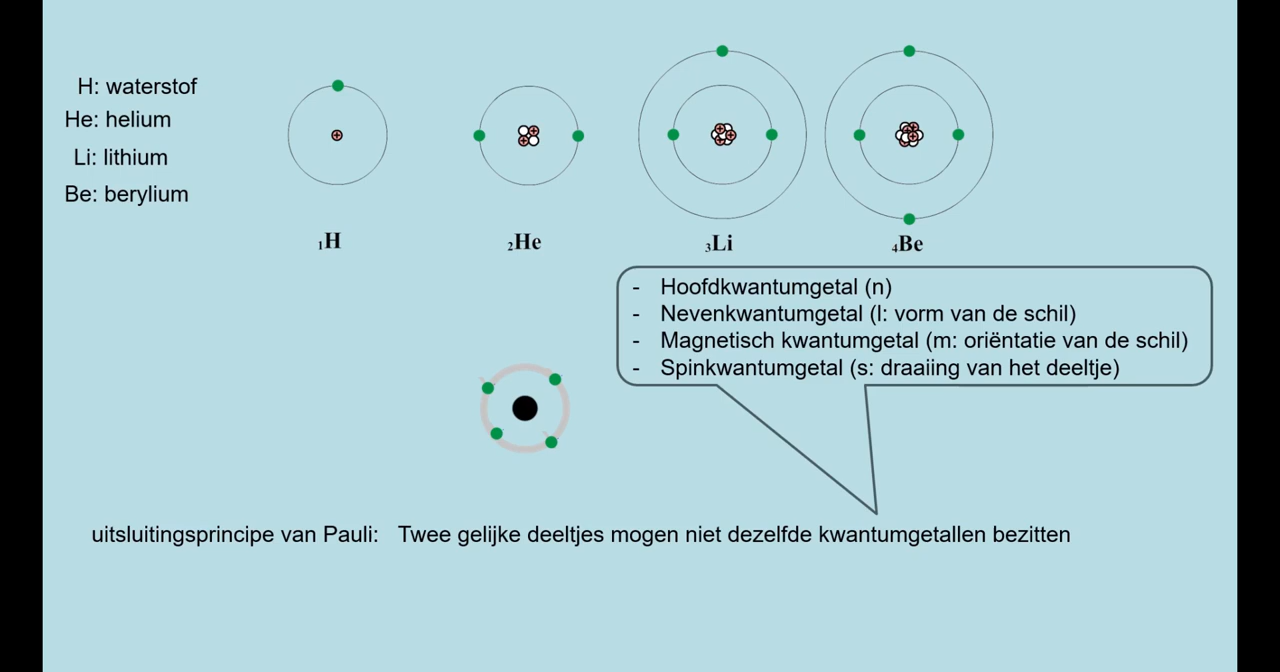 H: waterstof
He: helium
Li: lithium
Be: berylium
₁H
₂He
₃Li
₄Be
- Hoofdkwantumgetal (n)
- Nevenkwantumgetal (l: vorm van de schil)
- Magnetisch kwantumgetal (m: oriëntatie van de schil)
- Spinkwantumgetal (s: draaiing van het deeltje)
uitsluitingsprincipe van Pauli: Twee gelijke deeltjes mogen niet dezelfde kwantumgetallen bezitten